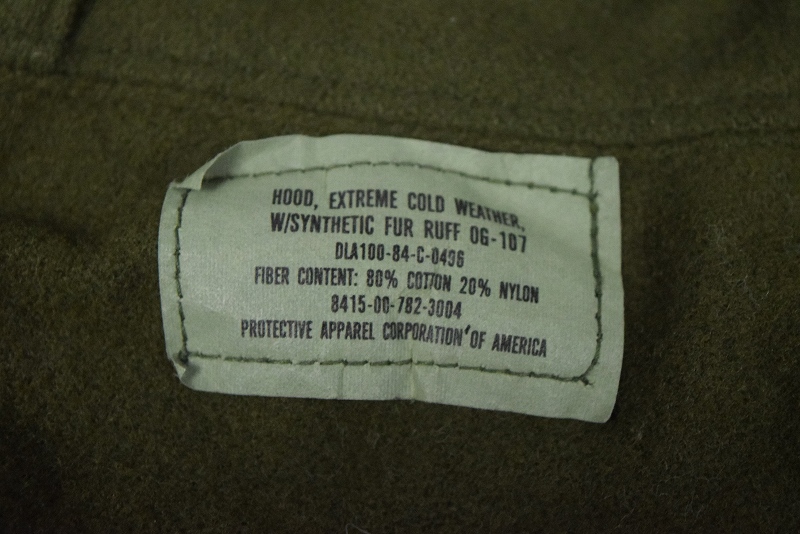 HOOD, EXTREME COLD WEATHER,
W/SYNTHETIC FUR RUFF OG-107
DLA100-84-C-0496
FIBER CONTENT: 80% COTTON 20% NYLON
8415-00-782-3004
PROTECTIVE APPAREL CORPORATION OF AMERICA